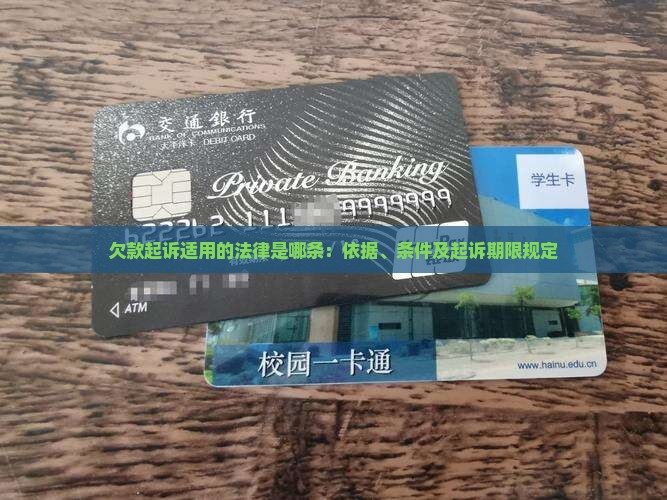 交通銀行
BANK OF COMMUNICATIONS
太平洋卡 DEBIT CARD
Private Banking
学生卡
欠款起诉适用的法律是哪条：依据、条件及起诉期限规定
ATM
校园一卡通
www.hainu.edu.cn